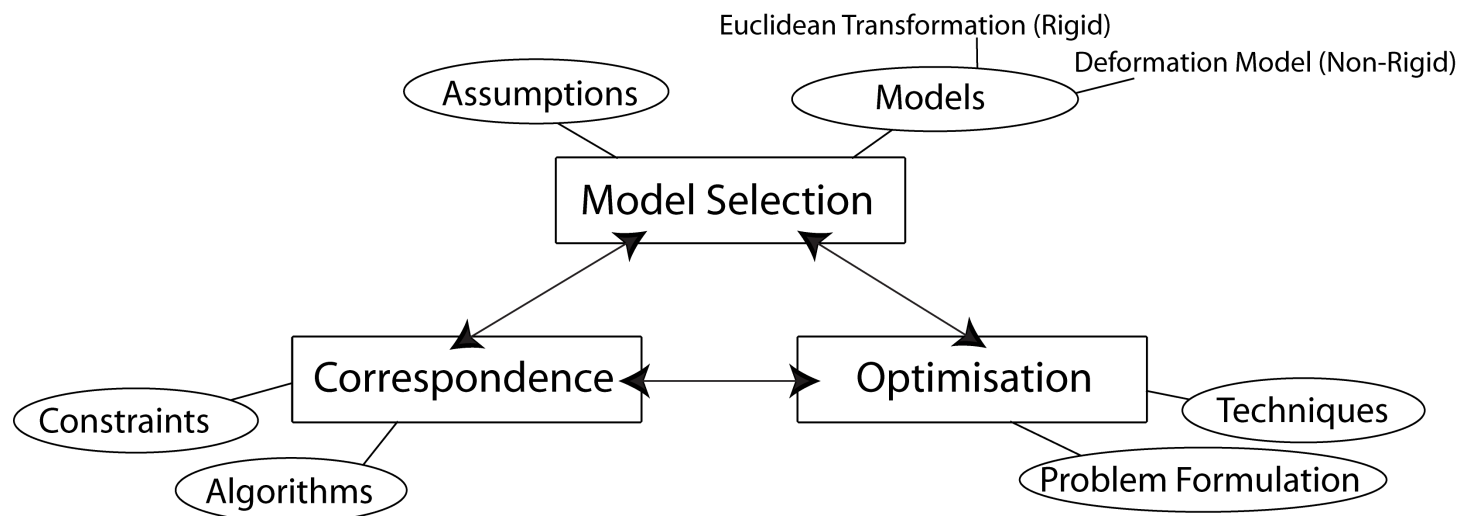 Euclidean Transformation (Rigid)
Deformation Model (Non-Rigid)
Assumptions
Models
Model Selection
Correspondence
Optimisation
Constraints
Techniques
Algorithms
Problem Formulation